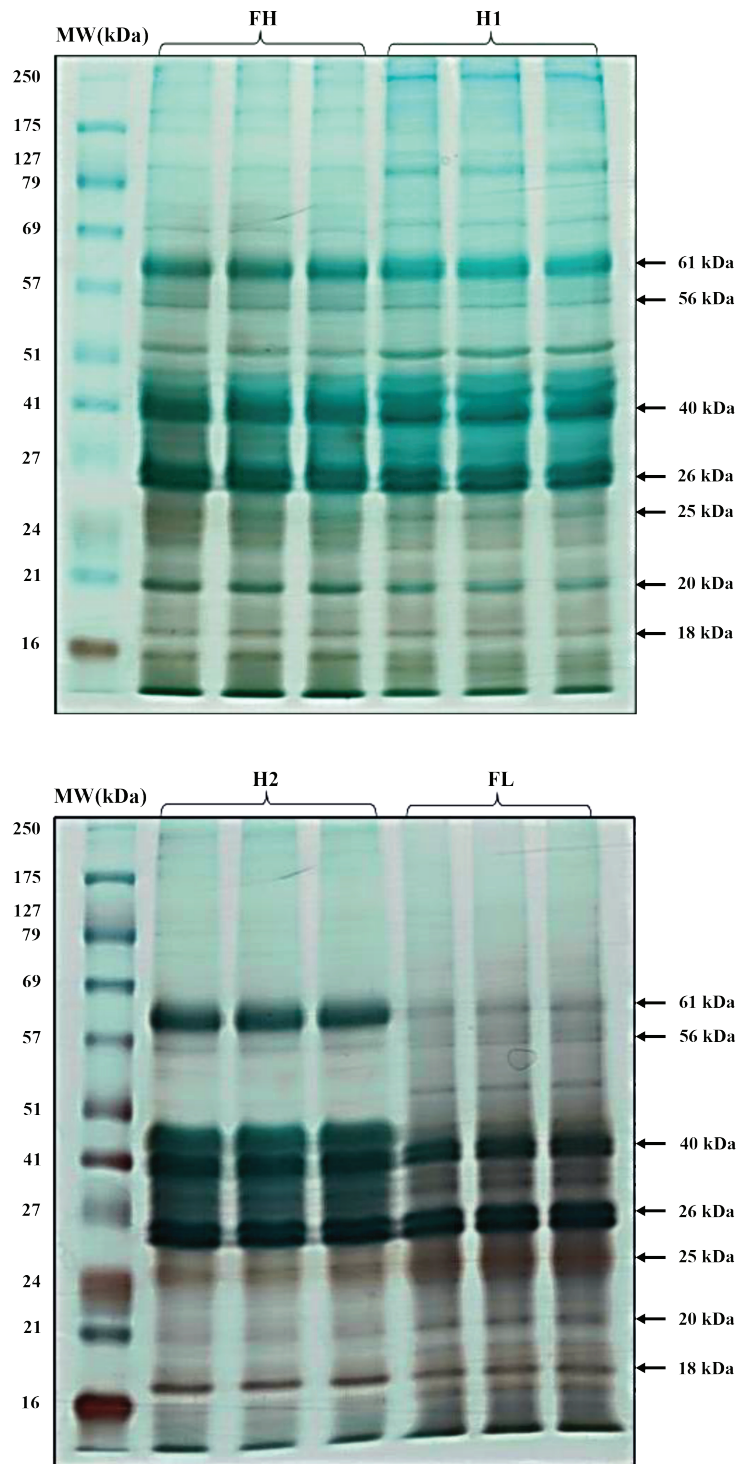 FH H1
MW(kDa)
250
175
127
79
69
61 kDa
57
56 kDa
51
41
40 kDa
27
26 kDa
25 kDa
24
21
20 kDa
18 kDa
16
H2 FL
MW(kDa)
250
175
127
79
69
61 kDa
57
56 kDa
51
40 kDa
41
27
26 kDa
25 kDa
24
20 kDa
21
18 kDa
16